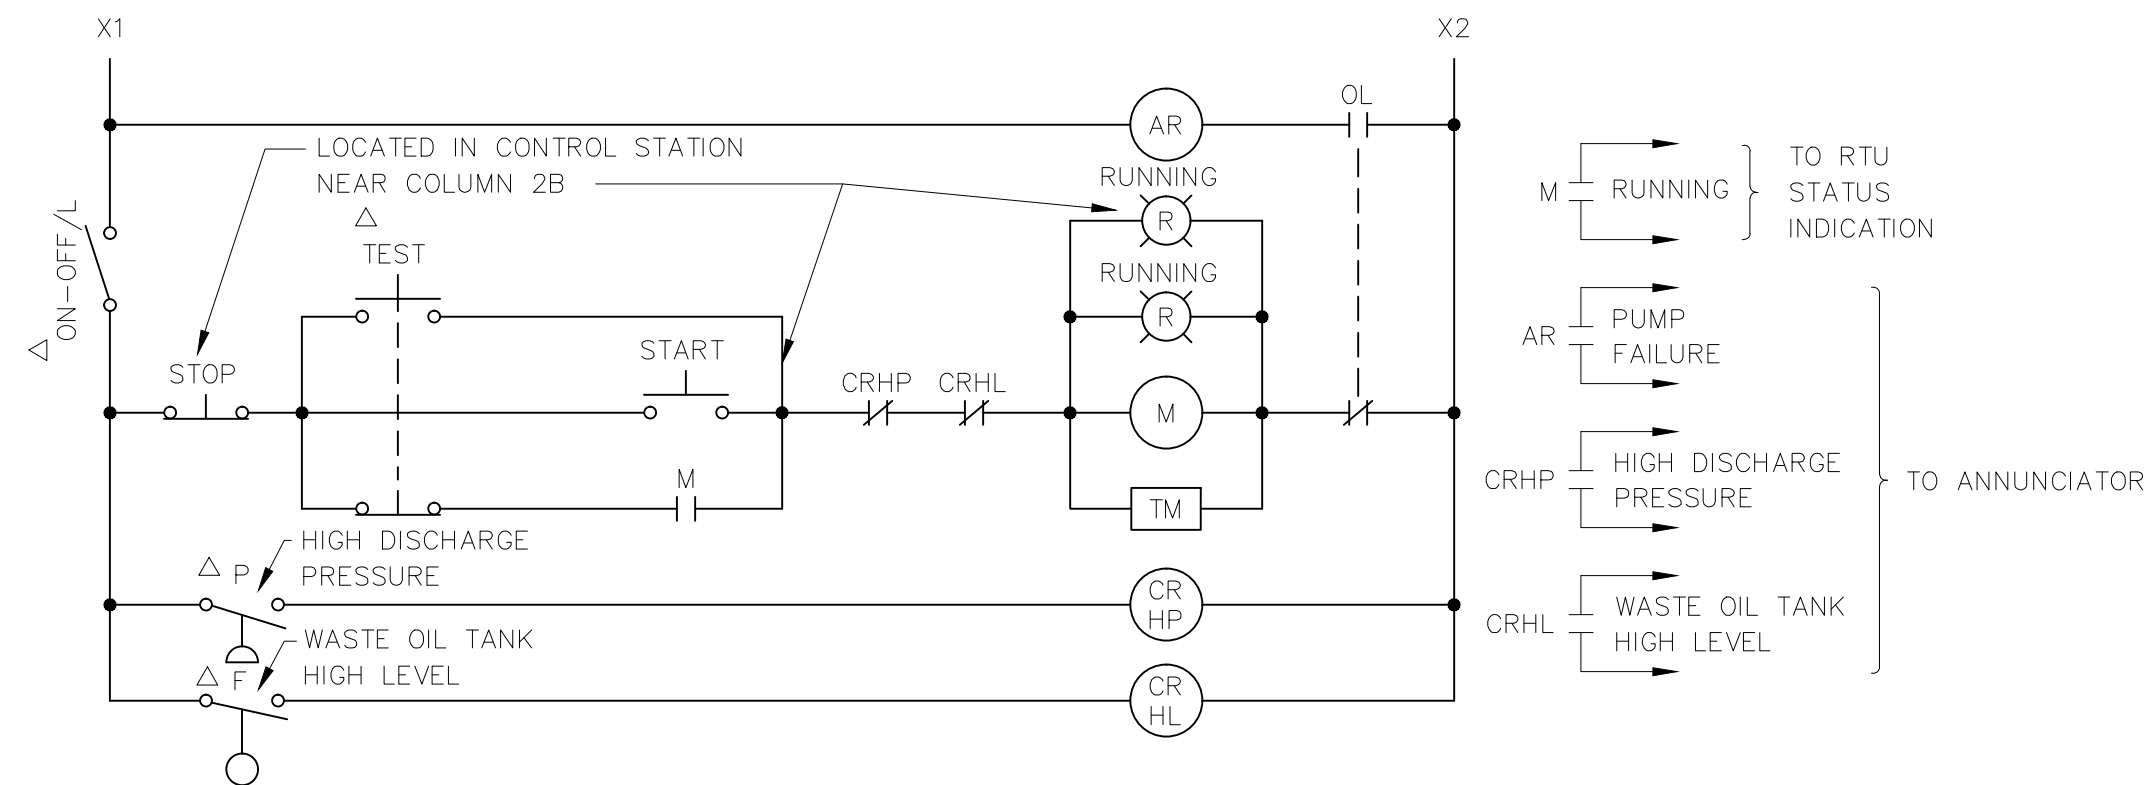 X1
X2
OL
AR
LOCATED IN CONTROL STATION
NEAR COLUMN 2B
RUNNING
R
TEST
RUNNING
R
ON-OFF/L
STOP
START
CRHP
CRHL
M
M
TM
HIGH DISCHARGE
PRESSURE
P
CR
HP
WASTE OIL TANK
HIGH LEVEL
F
CR
HL
M
RUNNING
TO RTU
STATUS
INDICATION
AR
PUMP
FAILURE
CRHP
HIGH DISCHARGE
PRESSURE
TO ANNUNCIATOR
CRHL
WASTE OIL TANK
HIGH LEVEL